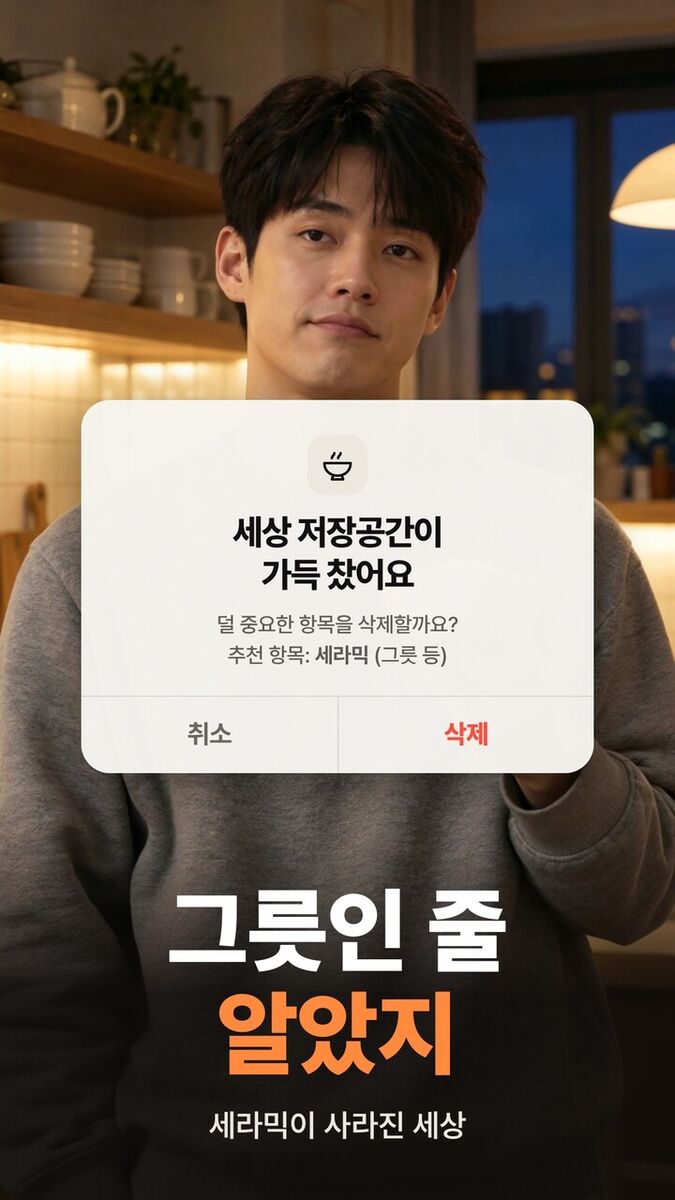 세상 저장공간이
가득 찼어요
덜 중요한 항목을 삭제할까요?
추천 항목: 세라믹 (그릇 등)
취소
삭제
그릇인 줄
알았지
세라믹이 사라진 세상